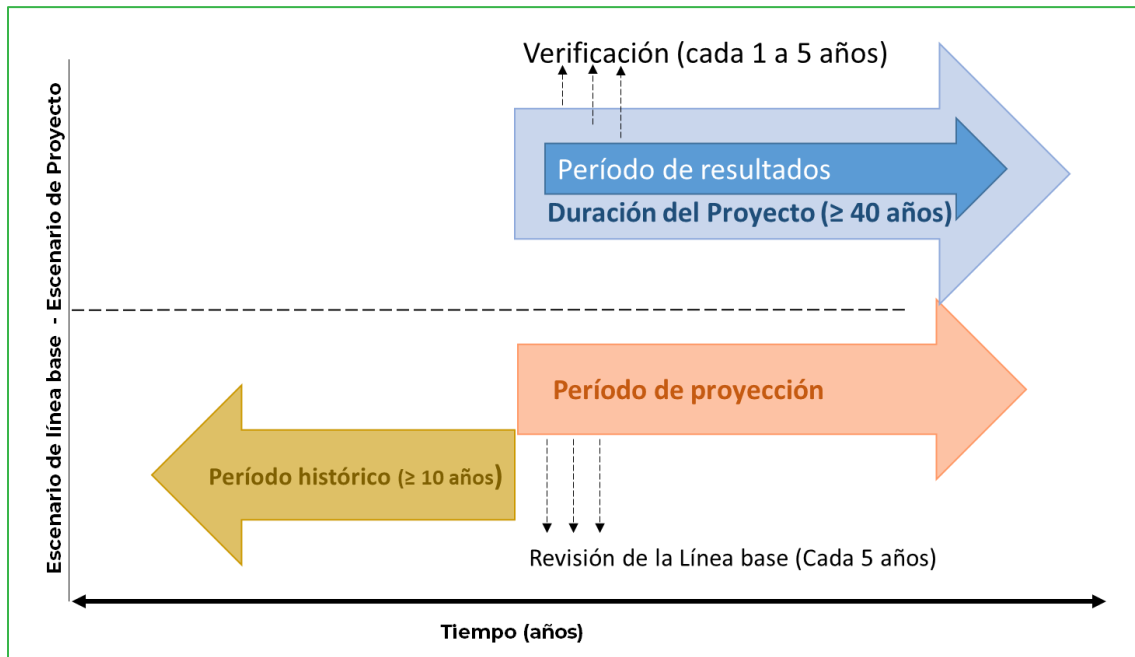 Verificación (cada 1 a 5 años)
Período de resultados
Duración del Proyecto (≥ 40 años)
Escenario de línea base - Escenario de Proyecto
Período de proyección
Período histórico (≥ 10 años)
Revisión de la Línea base (Cada 5 años)
Tiempo (años)